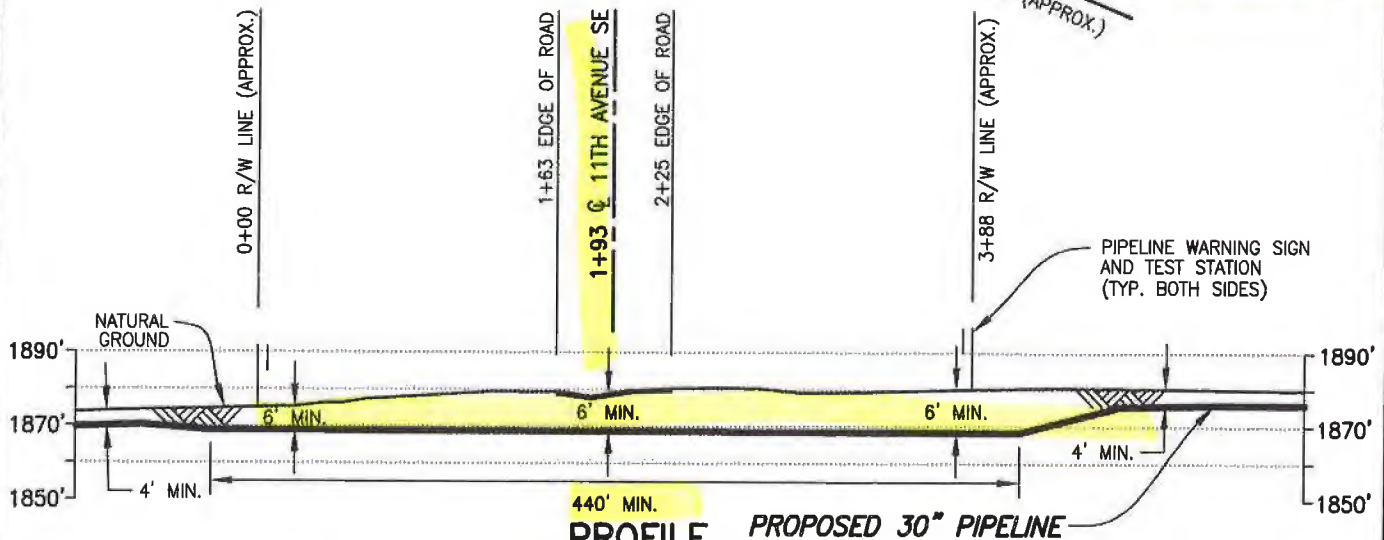 (APPROX.)
0+00 R/W LINE (APPROX.)
1+63 EDGE OF ROAD
1+93 ℄ 11TH AVENUE SE
2+25 EDGE OF ROAD
3+88 R/W LINE (APPROX.)
PIPELINE WARNING SIGN
AND TEST STATION
(TYP. BOTH SIDES)
NATURAL
GROUND
1890'
1890'
6' MIN.
6' MIN.
6' MIN.
1870'
1870'
4' MIN.
4' MIN.
1850'
1850'
440' MIN.
PROFILE
PROPOSED 30" PIPELINE